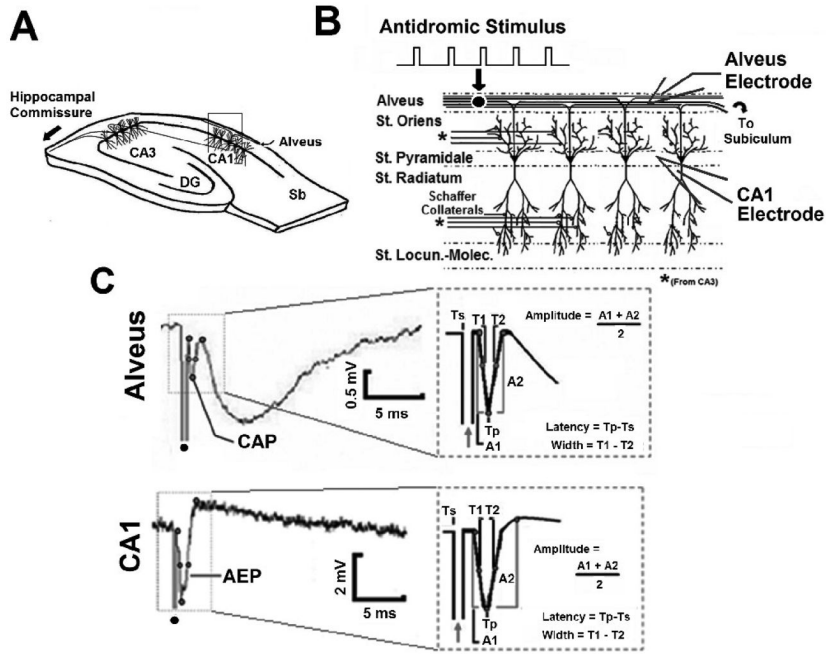 A
Hippocampal
Commissure
CA3
DG
CA1
Alveus
Sb
B
Antidromic Stimulus
Alveus
Electrode
Alveus
St. Oriens
*
To
Subiculum
St. Pyramidale
St. Radiatum
Schaffer
Collaterals
*
CA1
Electrode
St. Locun.-Molec.
*(From CA3)
C
Alveus
CAP
0.5 mV
5 ms
Ts
T1 T2
A2
Tp
A1
Amplitude = A1 + A2
2
Latency = Tp-Ts
Width = T1 - T2
CA1
AEP
2 mV
5 ms
Ts
T1 T2
A2
Tp
A1
Amplitude =
A1 + A2
2
Latency = Tp-Ts
Width = T1 - T2